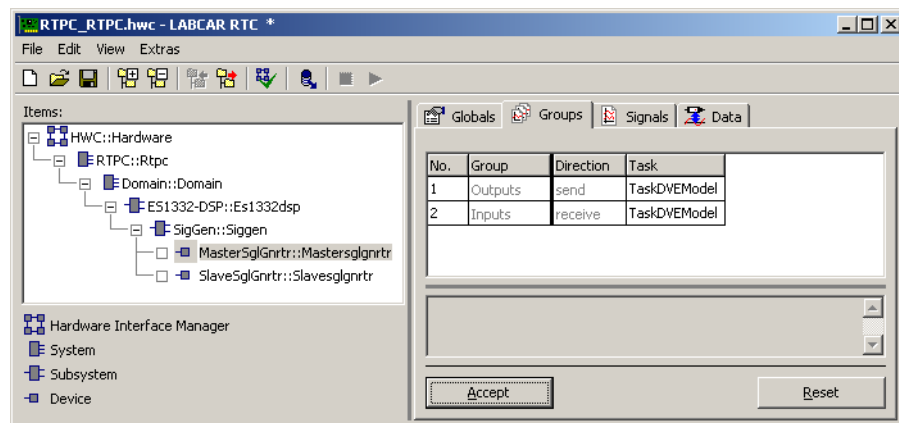 RTPC_RTPC.hwc - LABCAR RTC *
File Edit View Extras
Items:
HWC::Hardware
RTPC::Rtpc
Domain::Domain
ES1332-DSP::Es1332dsp
SigGen::Siggen
MasterSglGnrtr::Mastersglgnrtr
SlaveSglGnrtr::Slavesglgnrtr
Hardware Interface Manager
System
Subsystem
Device
Globals Groups Signals Data
No. Group Direction Task
1 Outputs send TaskDVEModel
2 Inputs receive TaskDVEModel
Accept Reset